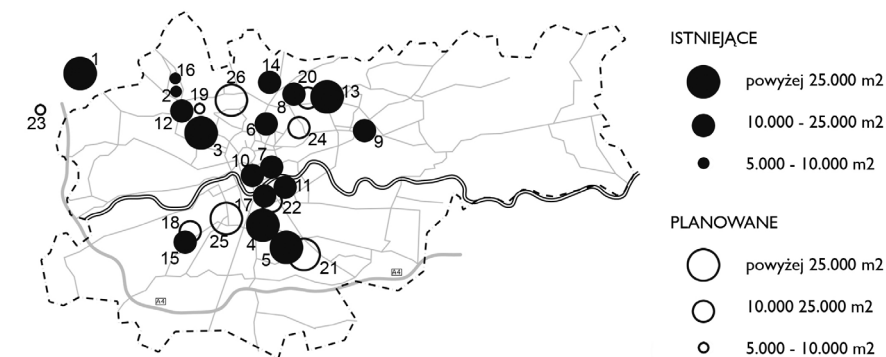 ISTNIEJĄCE
powyżej 25.000 m2
10.000 - 25.000 m2
5.000 - 10.000 m2
PLANOWANE
powyżej 25.000 m2
10.000 25.000 m2
5.000 - 10.000 m2
1
16
2
19
26
14
20
13
8
23
12
3
6
24
9
10
7
11
17
22
18
25
4
15
5
21
A4
A4